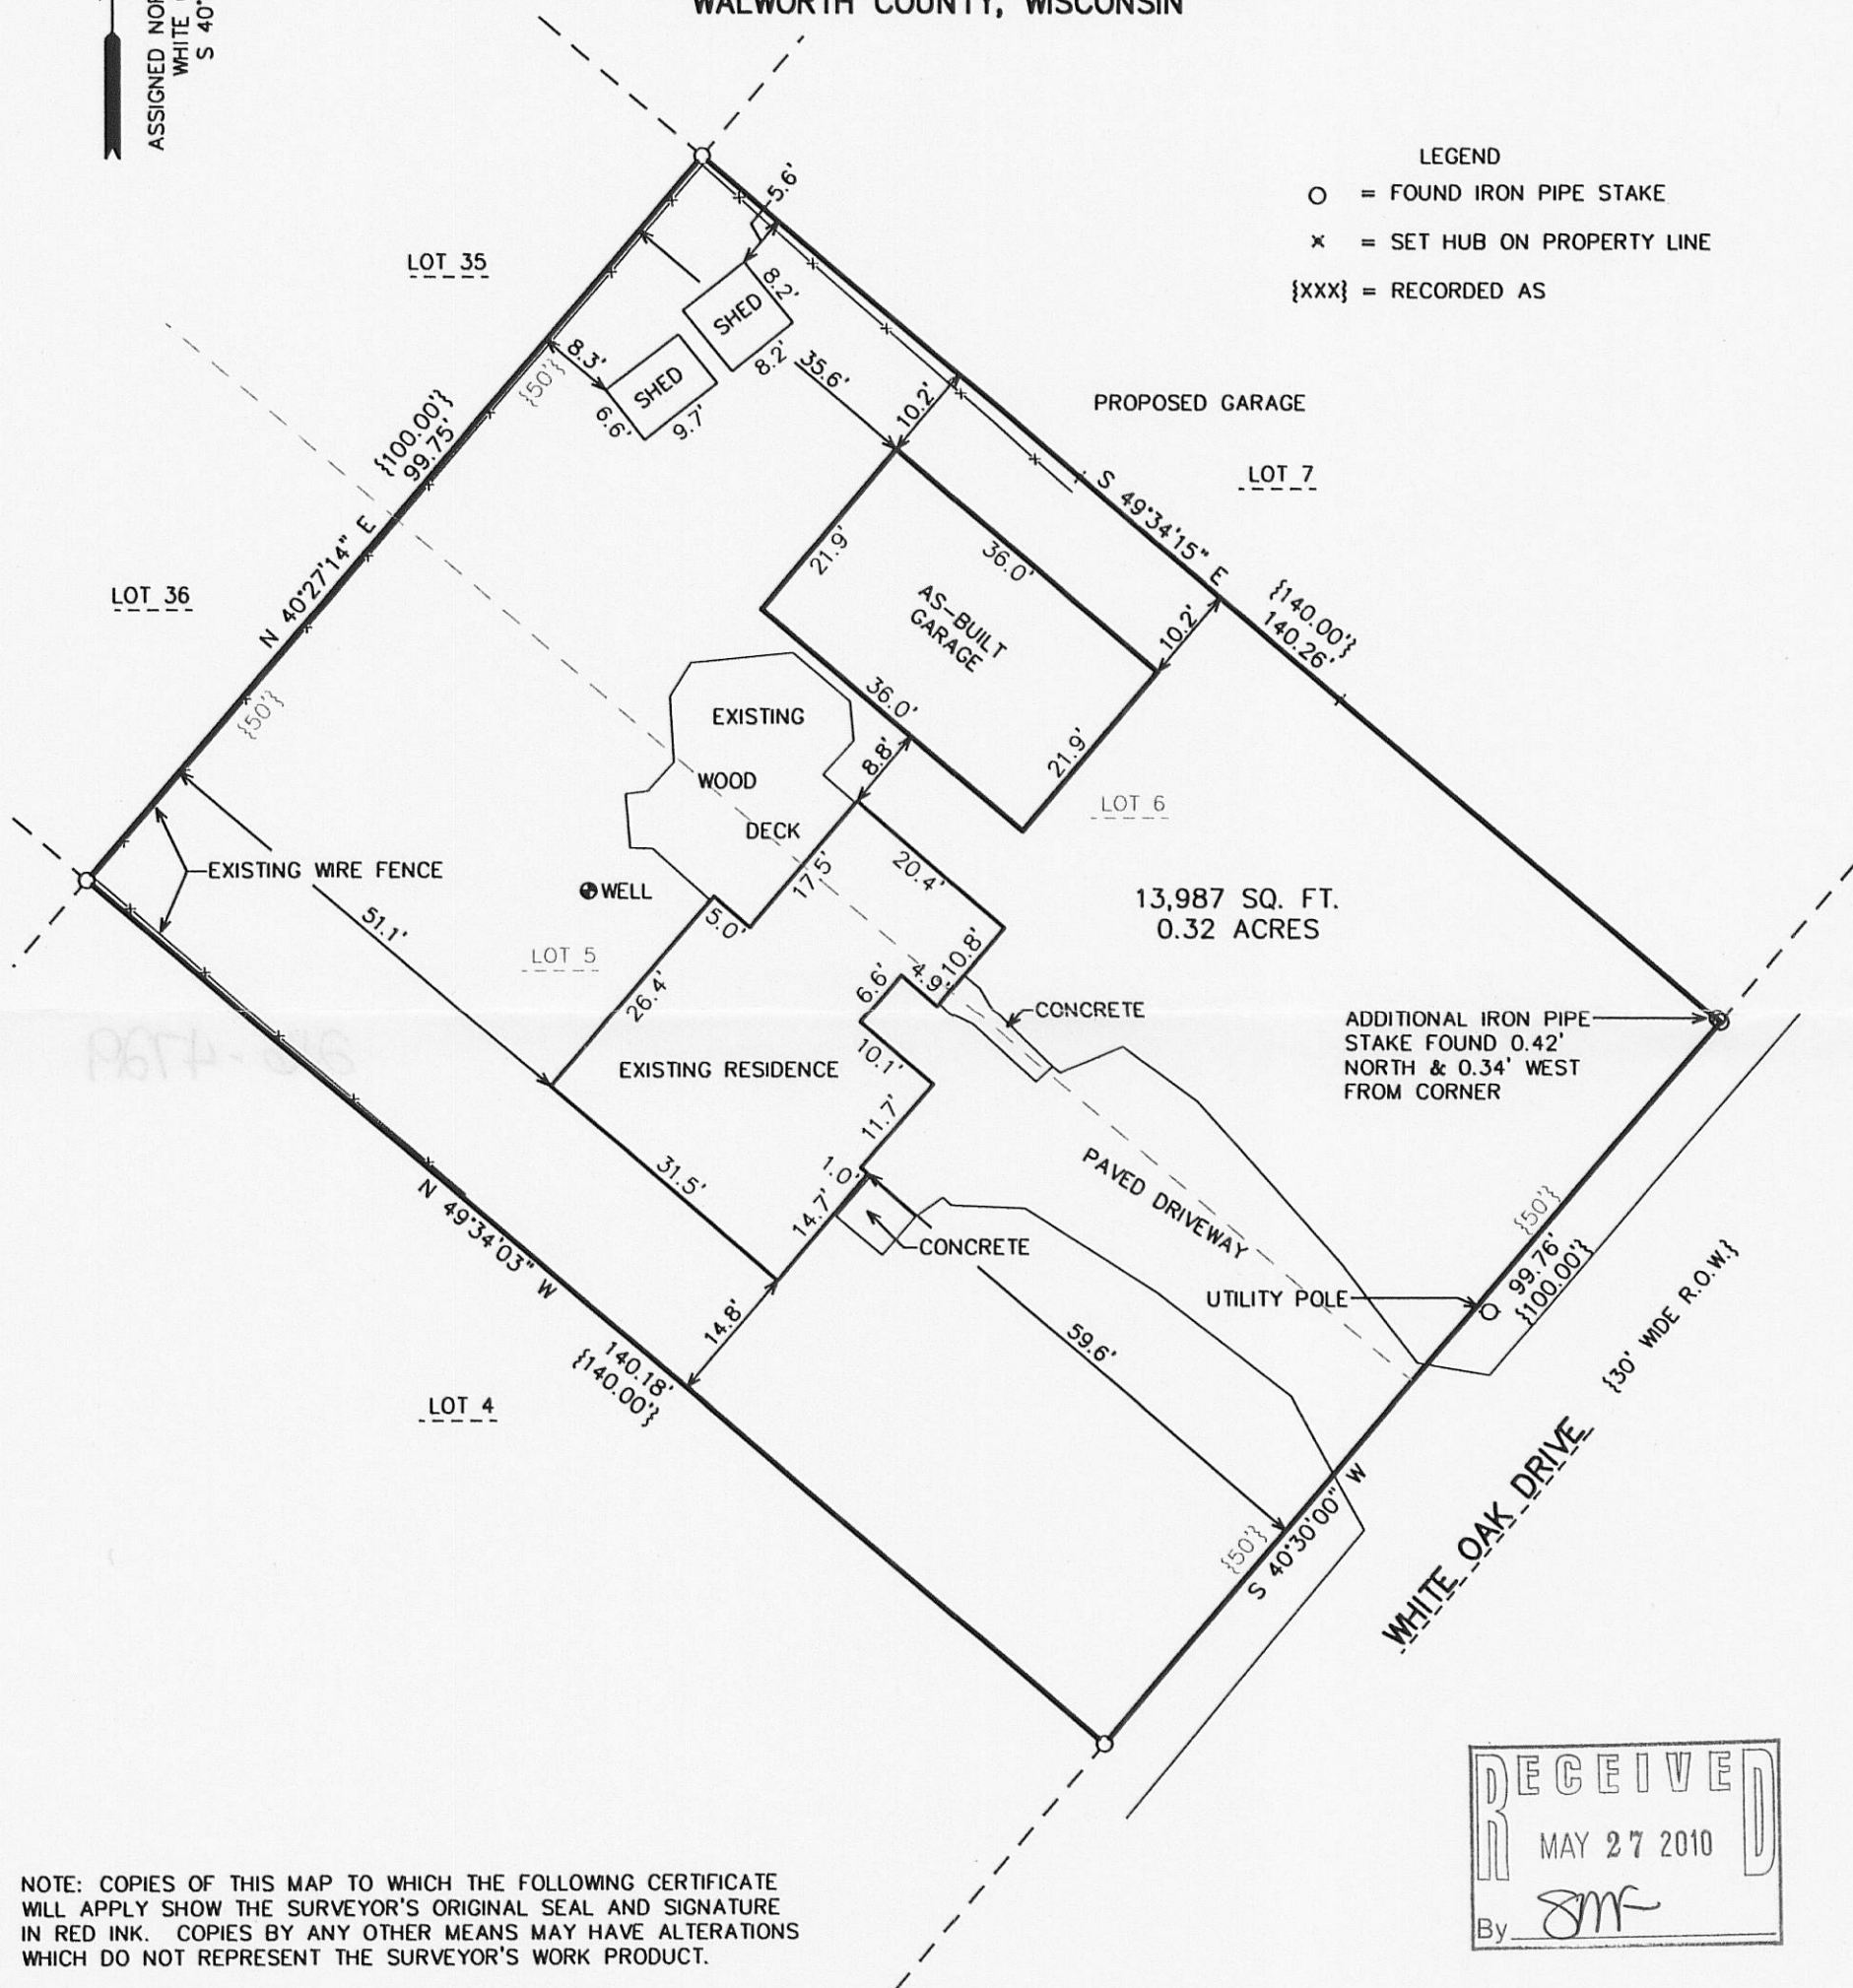 WALWORTH COUNTY, WISCONSIN
ASSIGNED NOR
WHITE
S 40°
LEGEND
O = FOUND IRON PIPE STAKE
x = SET HUB ON PROPERTY LINE
{XXX} = RECORDED AS
5.6'
LOT 35
8.2'
SHED
8.2'
8.3'
SHED
{50'}
6.6'
9.7'
35.6'
10.2'
PROPOSED GARAGE
{100.00'}
99.75'
LOT 7
S 49°34'15" E
N 40°27'14" E
LOT 36
21.9'
36.0'
AS-BUILT
GARAGE
10.2'
{140.00'}
140.26'
{50'}
36.0'
EXISTING
WOOD
DECK
8.8'
21.9'
LOT 6
EXISTING WIRE FENCE
WELL
17.5'
20.4'
13,987 SQ. FT.
0.32 ACRES
51.1'
5.0'
LOT 5
26.4'
6.6'
4.9'
10.8'
CONCRETE
ADDITIONAL IRON PIPE
STAKE FOUND 0.42'
NORTH & 0.34' WEST
FROM CORNER
EXISTING RESIDENCE
10.1'
11.7'
31.5'
1.0'
14.7'
PAVED DRIVEWAY
{50'}
N 49°34'03" W
CONCRETE
UTILITY POLE
99.76'
{100.00'}
14.8'
59.6'
{30' WIDE R.O.W.}
140.18'
{140.00'}
LOT 4
WHITE OAK DRIVE
{50'}
S 40°30'00" W
RECEIVED
MAY 27 2010
By SMF
NOTE: COPIES OF THIS MAP TO WHICH THE FOLLOWING CERTIFICATE
WILL APPLY SHOW THE SURVEYOR'S ORIGINAL SEAL AND SIGNATURE
IN RED INK. COPIES BY ANY OTHER MEANS MAY HAVE ALTERATIONS
WHICH DO NOT REPRESENT THE SURVEYOR'S WORK PRODUCT.